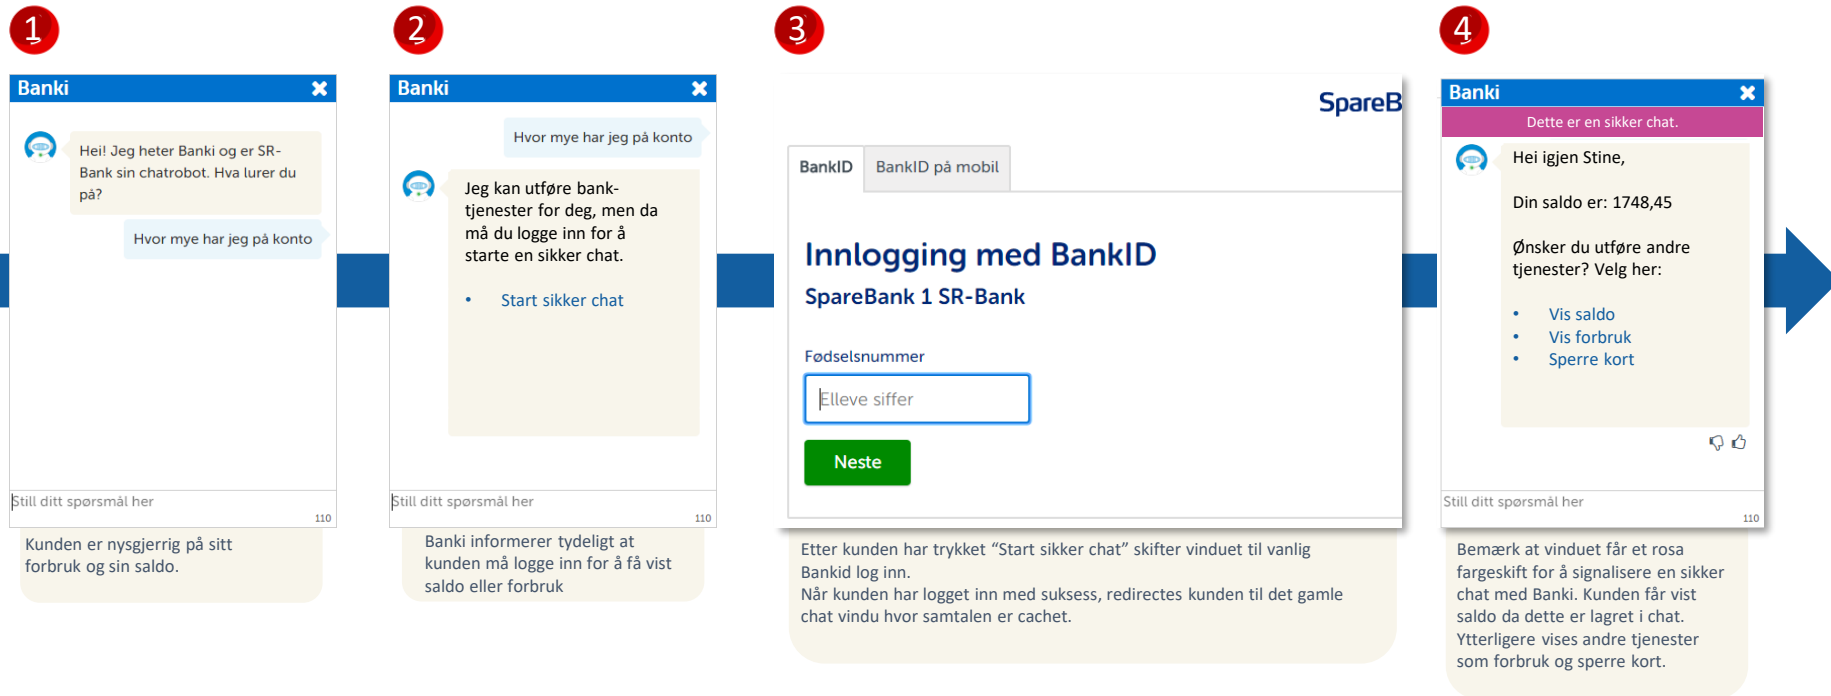 1
Banki
Hei! Jeg heter Banki og er SR-
Bank sin chatrobot. Hva lurer du
på?
Hvor mye har jeg på konto
Still ditt spørsmål her
110
Kunden er nysgjerrig på sitt
forbruk og sin saldo.
2
Banki
Hvor mye har jeg på konto
Jeg kan utføre bank-
tjenester for deg, men da
må du logge inn for å
starte en sikker chat.
• Start sikker chat
Still ditt spørsmål her
110
Banki informerer tydeligt at
kunden må logge inn for å få vist
saldo eller forbruk
3
SpareB
BankID
BankID på mobil
Innlogging med BankID
SpareBank 1 SR-Bank
Fødselsnummer
Elleve siffer
Neste
Etter kunden har trykket “Start sikker chat” skifter vinduet til vanlig
Bankid log inn.
Når kunden har logget inn med suksess, redirectes kunden til det gamle
chat vindu hvor samtalen er cachet.
4
Banki
Dette er en sikker chat.
Hei igjen Stine,
Din saldo er: 1748,45
Ønsker du utføre andre
tjenester? Velg her:
• Vis saldo
• Vis forbruk
• Sperre kort
Still ditt spørsmål her
110
Bemærk at vinduet får et rosa
fargeskift for å signalisere en sikker
chat med Banki. Kunden får vist
saldo da dette er lagret i chat.
Ytterligere vises andre tjenester
som forbruk og sperre kort.